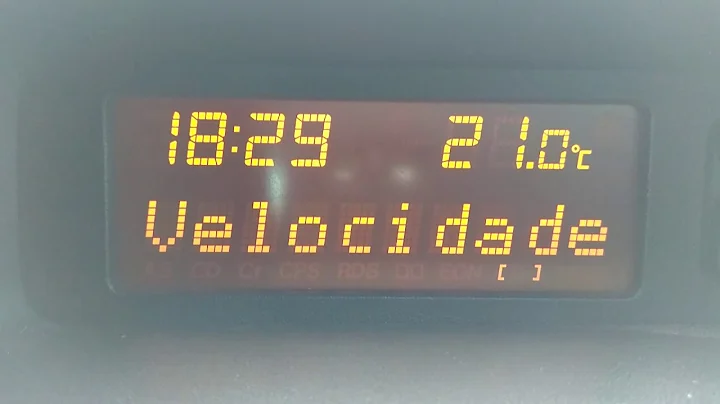 18:29 21.0°C
Velocidade
[ ]